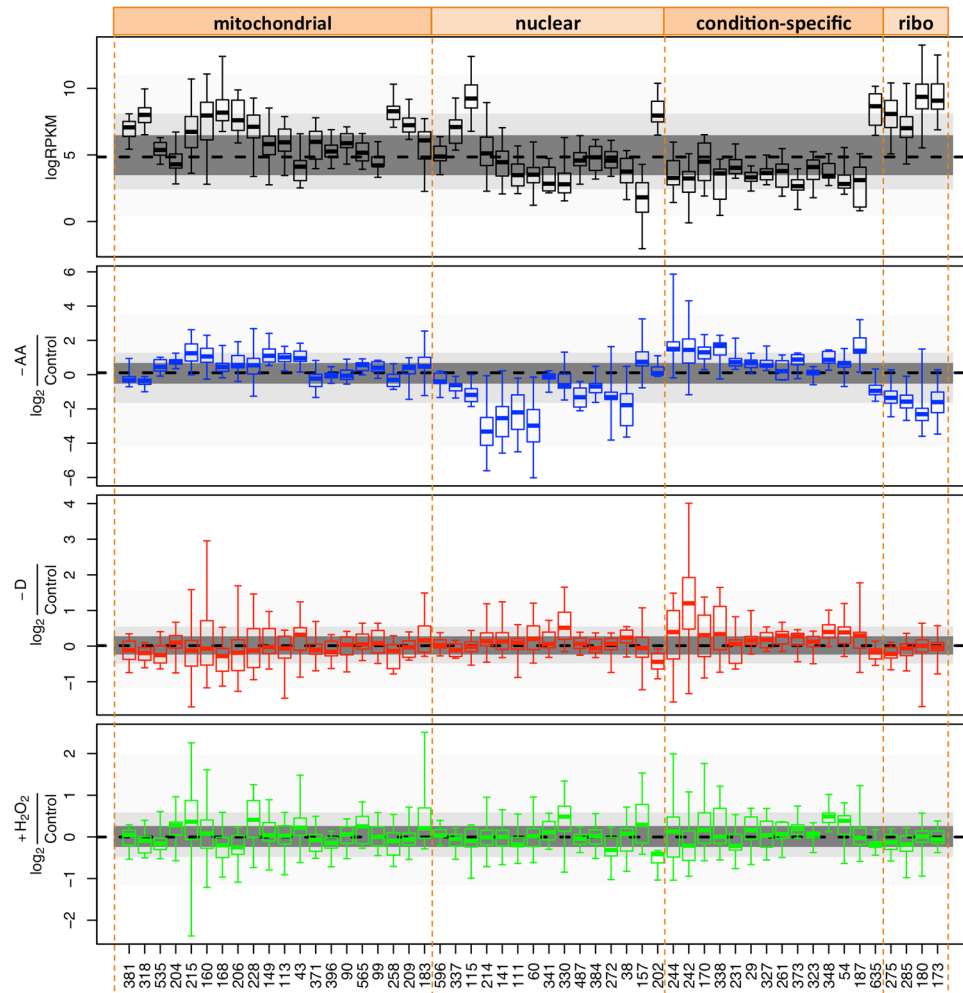 mitochondrial nuclear condition-specific ribo
logRPKM
10
5
0
log2 −AA
Control
6
4
2
0
−2
−4
−6
log2 −D
Control
4
3
2
1
0
−1
log2 +H2O2
Control
2
1
0
−1
−2
381 318 535 204 215 160 168 206 228 149 113 43 371 396 90 565 99 258 209 183 596 337 115 214 141 111 60 341 330 487 384 272 38 157 202 244 242 170 338 231 29 327 261 373 323 348 54 187 635 275 285 180 173